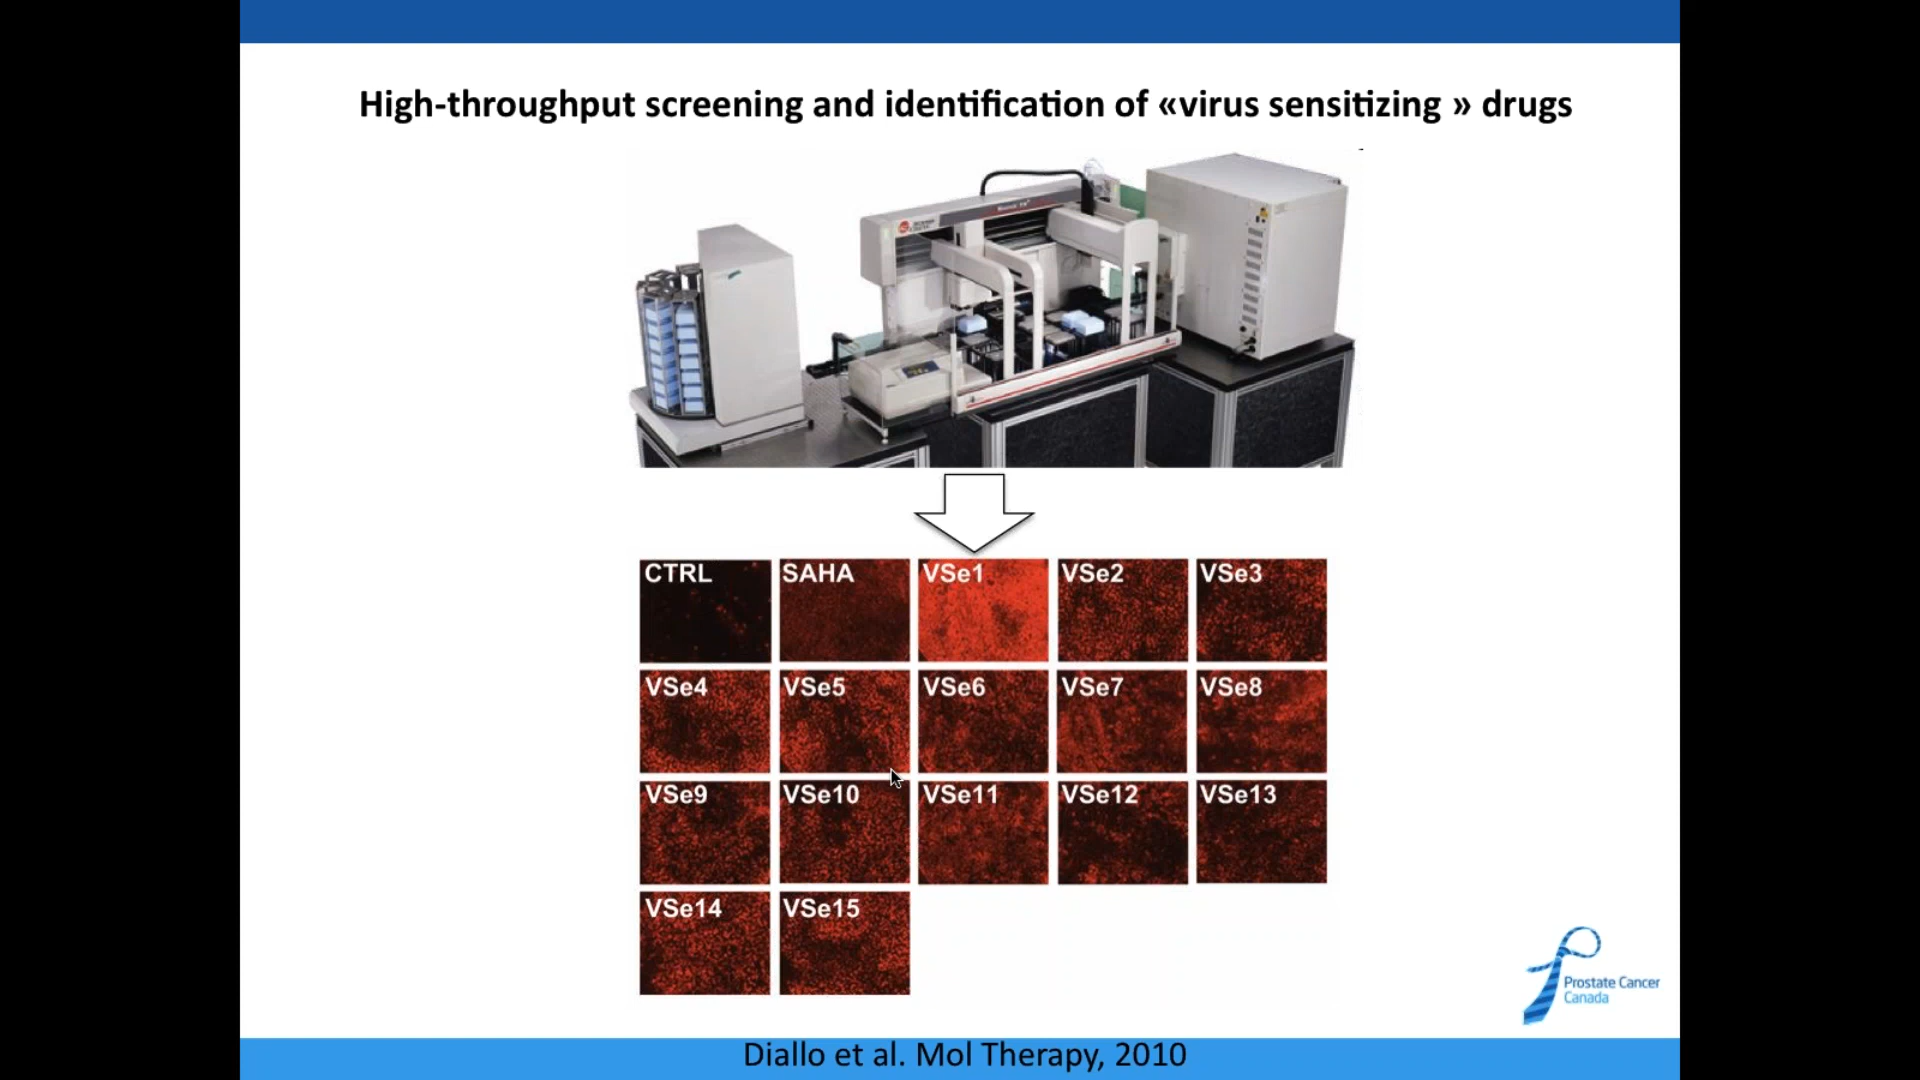 High-throughput screening and identification of «virus sensitizing » drugs
CTRL
SAHA
VSe1
VSe2
VSe3
VSe4
VSe5
VSe6
VSe7
VSe8
VSe9
VSe10
VSe11
VSe12
VSe13
VSe14
VSe15
Prostate Cancer
Canada
Diallo et al. Mol Therapy, 2010